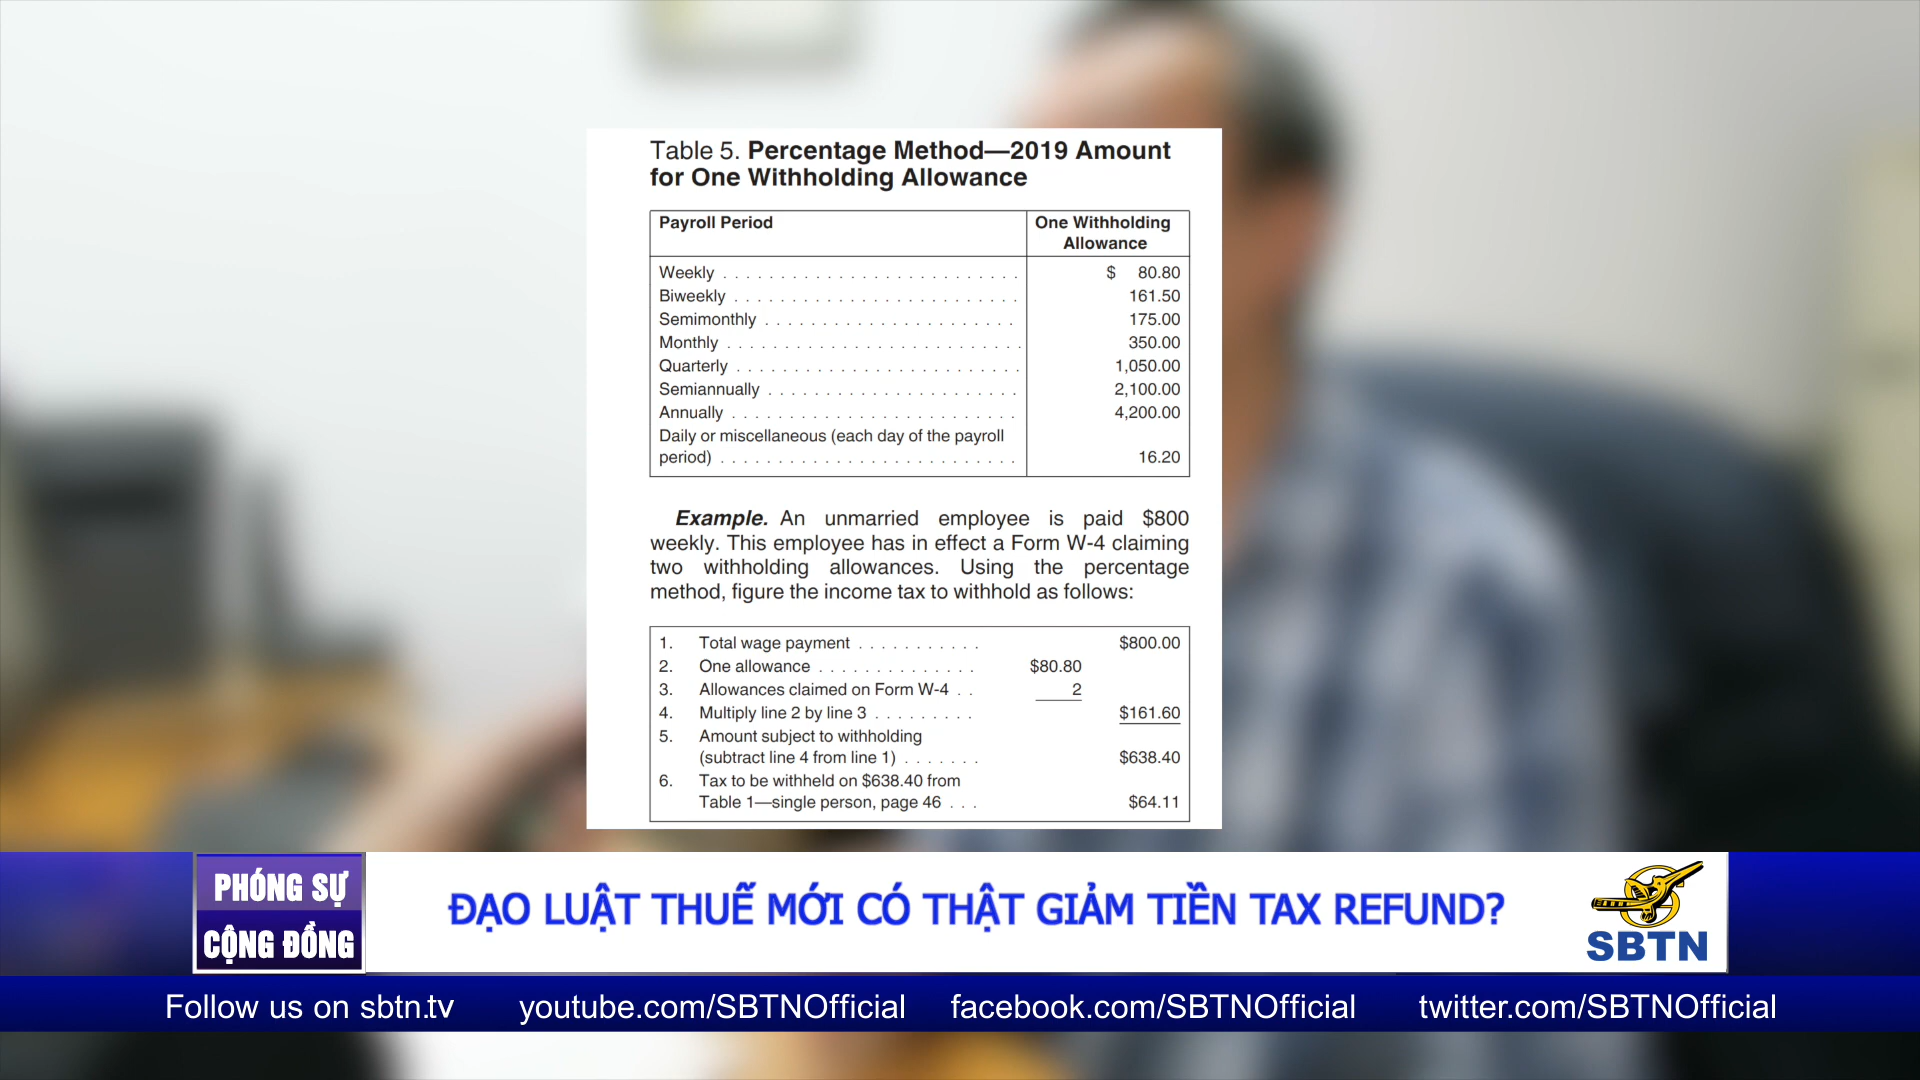 Table 5. Percentage Method—2019 Amount
for One Withholding Allowance
Payroll Period
One Withholding
Allowance
Weekly . . . . . . . . . . . . . . . . . . . . . . . . . . $ 80.80
Biweekly . . . . . . . . . . . . . . . . . . . . . . . . . 161.50
Semimonthly . . . . . . . . . . . . . . . . . . . . . . 175.00
Monthly . . . . . . . . . . . . . . . . . . . . . . . . . . 350.00
Quarterly . . . . . . . . . . . . . . . . . . . . . . . . . 1,050.00
Semiannually . . . . . . . . . . . . . . . . . . . . . . 2,100.00
Annually . . . . . . . . . . . . . . . . . . . . . . . . . 4,200.00
Daily or miscellaneous (each day of the payroll
period) . . . . . . . . . . . . . . . . . . . . . . . . . . 16.20
Example. An unmarried employee is paid $800
weekly. This employee has in effect a Form W-4 claiming
two withholding allowances. Using the percentage
method, figure the income tax to withhold as follows:
1. Total wage payment . . . . . . . . . . . $800.00
2. One allowance . . . . . . . . . . . . . . $80.80
3. Allowances claimed on Form W-4 . . 2
4. Multiply line 2 by line 3 . . . . . . . . . $161.60
5. Amount subject to withholding
(subtract line 4 from line 1) . . . . . . . $638.40
6. Tax to be withheld on $638.40 from
Table 1—single person, page 46 . . . $64.11
PHÓNG SỰ
CỘNG ĐỒNG
ĐẠO LUẬT THUẾ MỚI CÓ THẬT GIẢM TIỀN TAX REFUND?
SBTN
Follow us on sbtn.tv youtube.com/SBTNOfficial facebook.com/SBTNOfficial twitter.com/SBTNOfficial